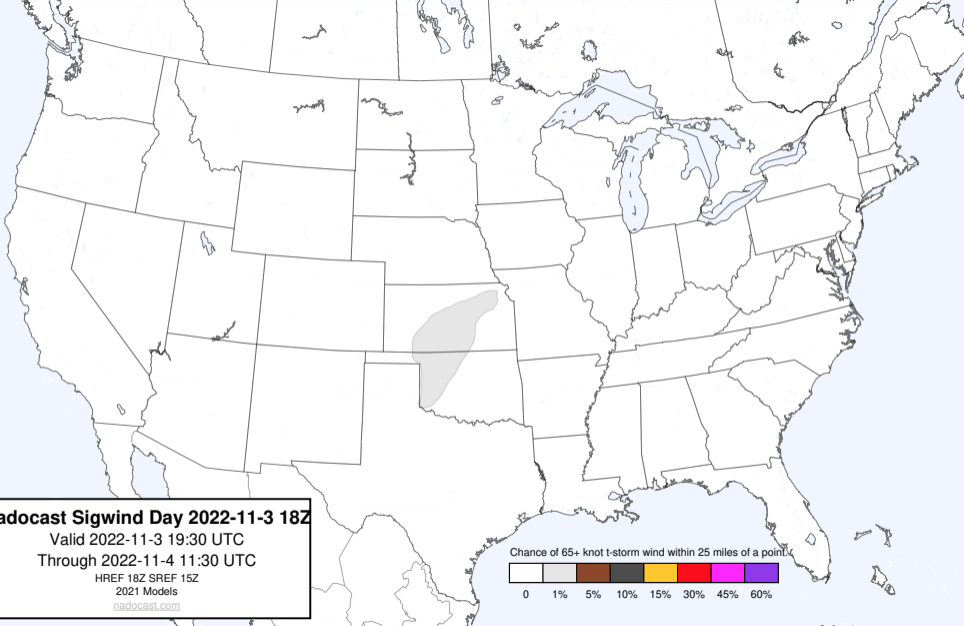 adocast Sigwind Day 2022-11-3 18Z
Valid 2022-11-3 19:30 UTC
Through 2022-11-4 11:30 UTC
HREF 18Z SREF 15Z
2021 Models
nadocast.com
Chance of 65+ knot t-storm wind within 25 miles of a point.
0 1% 5% 10% 15% 30% 45% 60%